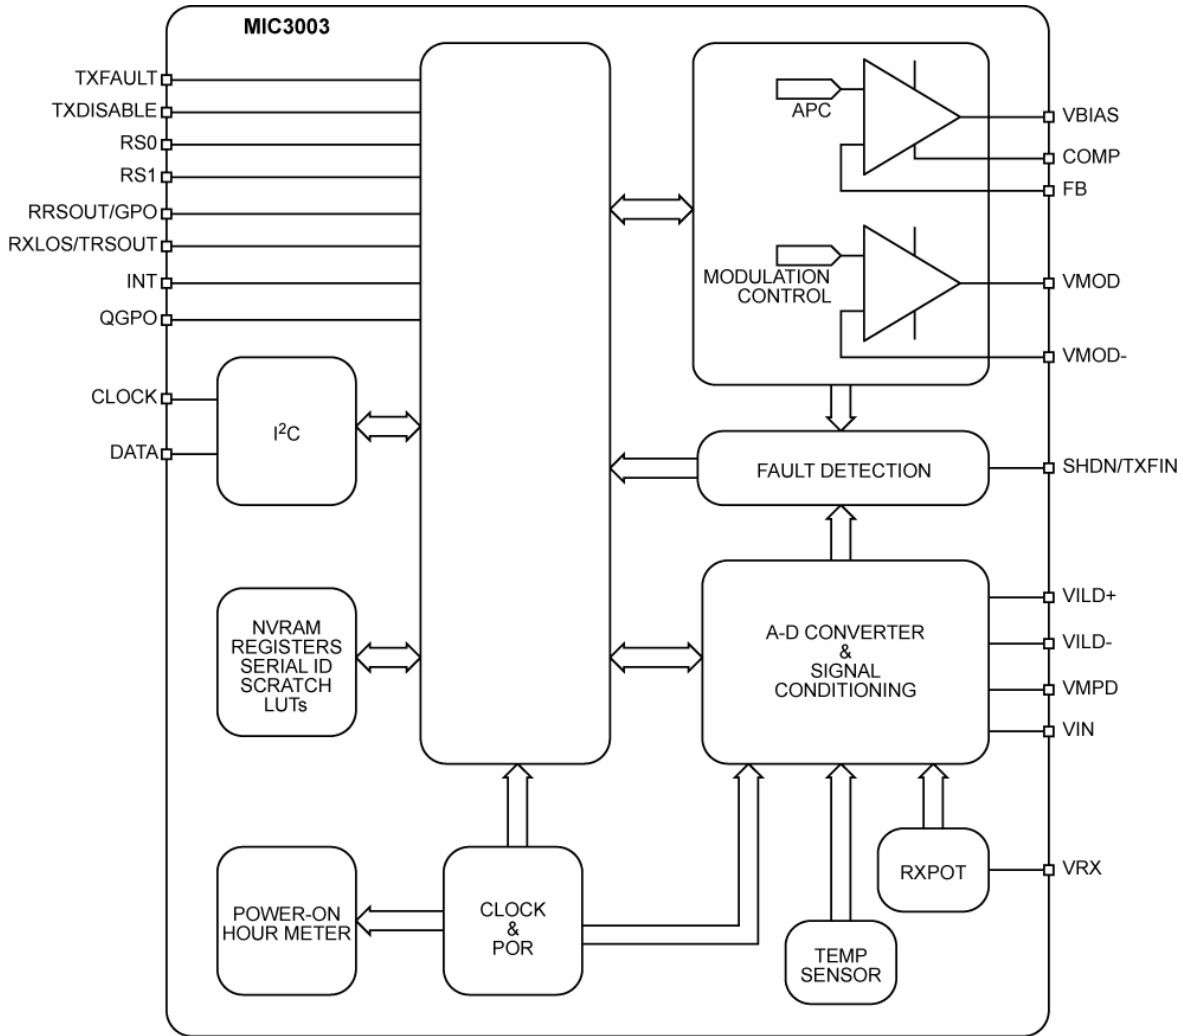 MIC3003
TXFAULT
TXDISABLE
RS0
RS1
RRSOUT/GPO
RXLOS/TRSOUT
INT
QGPO
CLOCK
DATA
I²C
NVRAM
REGISTERS
SERIAL ID
SCRATCH
LUTs
POWER-ON
HOUR METER
CLOCK
&
POR
APC
MODULATION
CONTROL
VBIAS
COMP
FB
VMOD
VMOD-
FAULT DETECTION
SHDN/TXFIN
A-D CONVERTER
&
SIGNAL
CONDITIONING
VILD+
VILD-
VMPD
VIN
RXPOT
VRX
TEMP
SENSOR